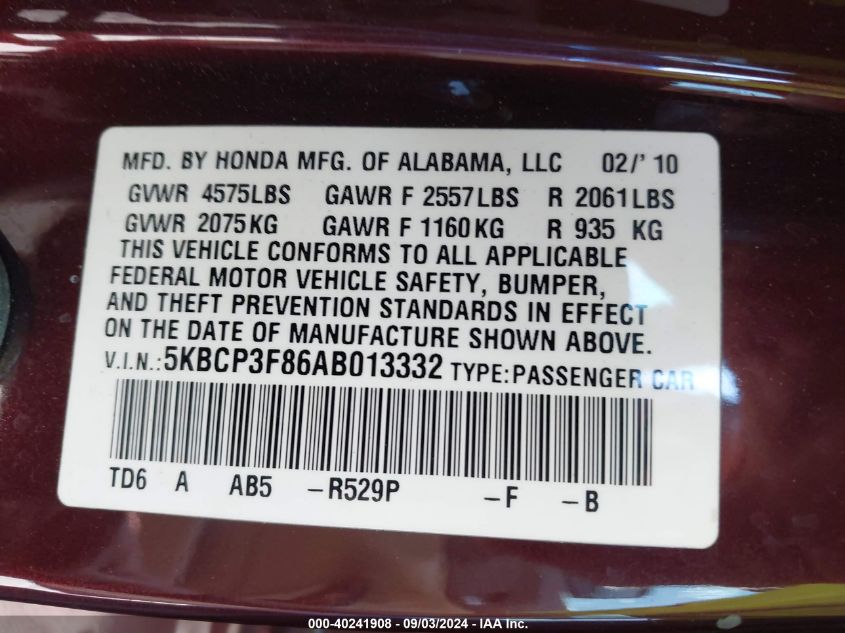 MFD. BY HONDA MFG. OF ALABAMA, LLC 02/'10
GVWR 4575LBS GAWR F 2557LBS R 2061LBS
GVWR 2075KG GAWR F 1160KG R 935 KG
THIS VEHICLE CONFORMS TO ALL APPLICABLE
FEDERAL MOTOR VEHICLE SAFETY, BUMPER,
AND THEFT PREVENTION STANDARDS IN EFFECT
ON THE DATE OF MANUFACTURE SHOWN ABOVE.
V.I.N.:5KBCP3F86AB013332 TYPE:PASSENGER CAR
TD6 A AB5 -R529P -F -B
000-40241908 - 09/03/2024 - IAA Inc.